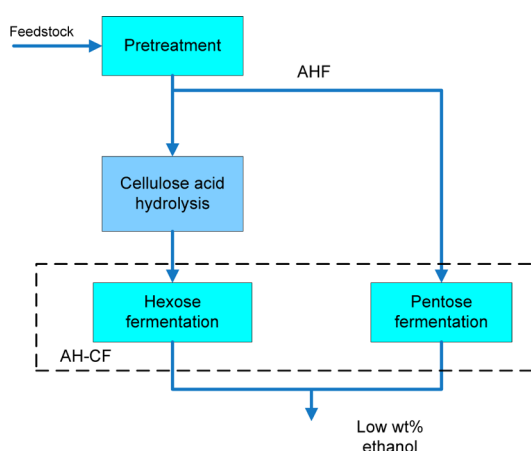 Feedstock
Pretreatment
AHF
Cellulose acid
hydrolysis
Hexose
fermentation
Pentose
fermentation
AH-CF
Low wt%
ethanol